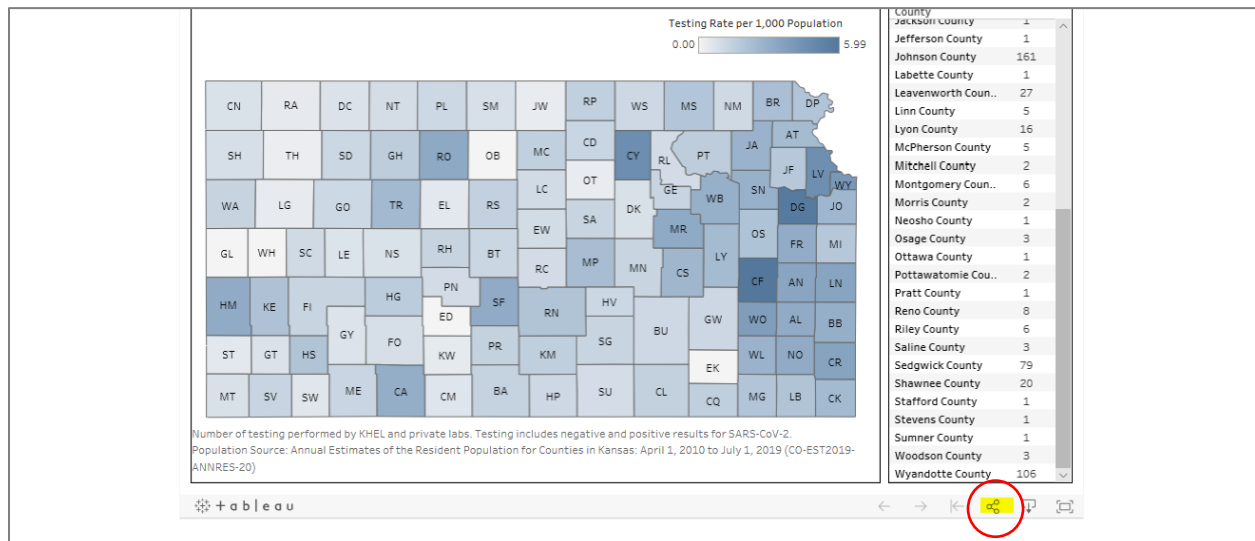 Testing Rate per 1,000 Population
0.00 5.99
CN RA DC NT PL SM JW RP WS MS NM BR DP
SH TH SD GH RO OB MC CD CY RL PT JA AT
JF LV WY
WA LG GO TR EL RS LC OT DK GE WB SN DG JO
EW SA MR OS FR MI
GL WH SC LE NS RH BT RC MP MN CS LY
HM KE FI HG PN SF RN HV CF AN LN
GY ED BU GW WO AL BB
ST GT HS FO KW PR KM SG EK WL NO CR
MT SV SW ME CA CM BA HP SU CL CQ MG LB CK
Number of testing performed by KHEL and private labs. Testing includes negative and positive results for SARS-CoV-2.
Population Source: Annual Estimates of the Resident Population for Counties in Kansas: April 1, 2010 to July 1, 2019 (CO-EST2019-
ANNRES-20)
County
Jackson County 1
Jefferson County 1
Johnson County 161
Labette County 1
Leavenworth Coun.. 27
Linn County 5
Lyon County 16
McPherson County 5
Mitchell County 2
Montgomery Coun.. 6
Morris County 2
Neosho County 1
Osage County 3
Ottawa County 1
Pottawatomie Cou.. 2
Pratt County 1
Reno County 8
Riley County 6
Saline County 3
Sedgwick County 79
Shawnee County 20
Stafford County 1
Stevens County 1
Sumner County 1
Woodson County 3
Wyandotte County 106
+ableau